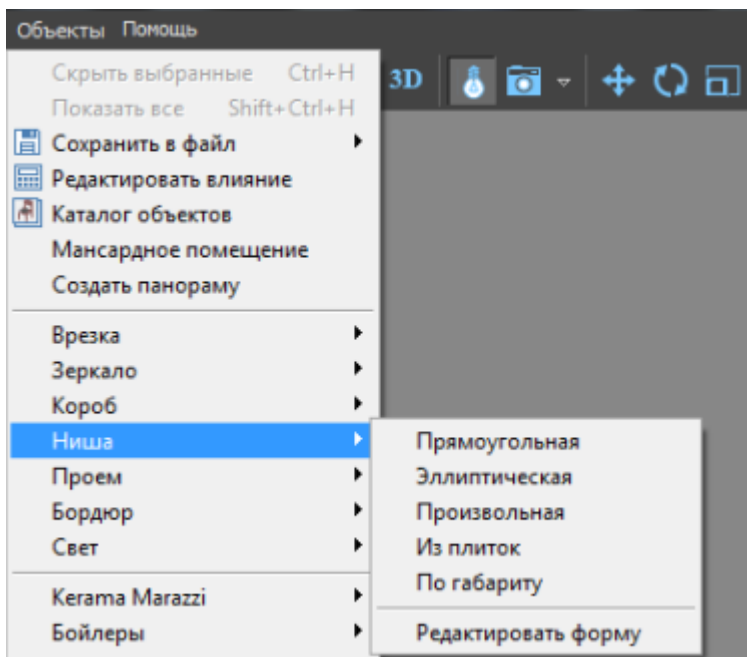 Объекты Помощь
Скрыть выбранные Ctrl+H
3D
Показать все Shift+Ctrl+H
Сохранить в файл
Редактировать влияние
Каталог объектов
Мансардное помещение
Создать панораму
Врезка
Зеркало
Короб
Ниша
Прямоугольная
Проем
Эллиптическая
Бордюр
Произвольная
Свет
Из плиток
По габариту
Kerama Marazzi
Бойлеры
Редактировать форму